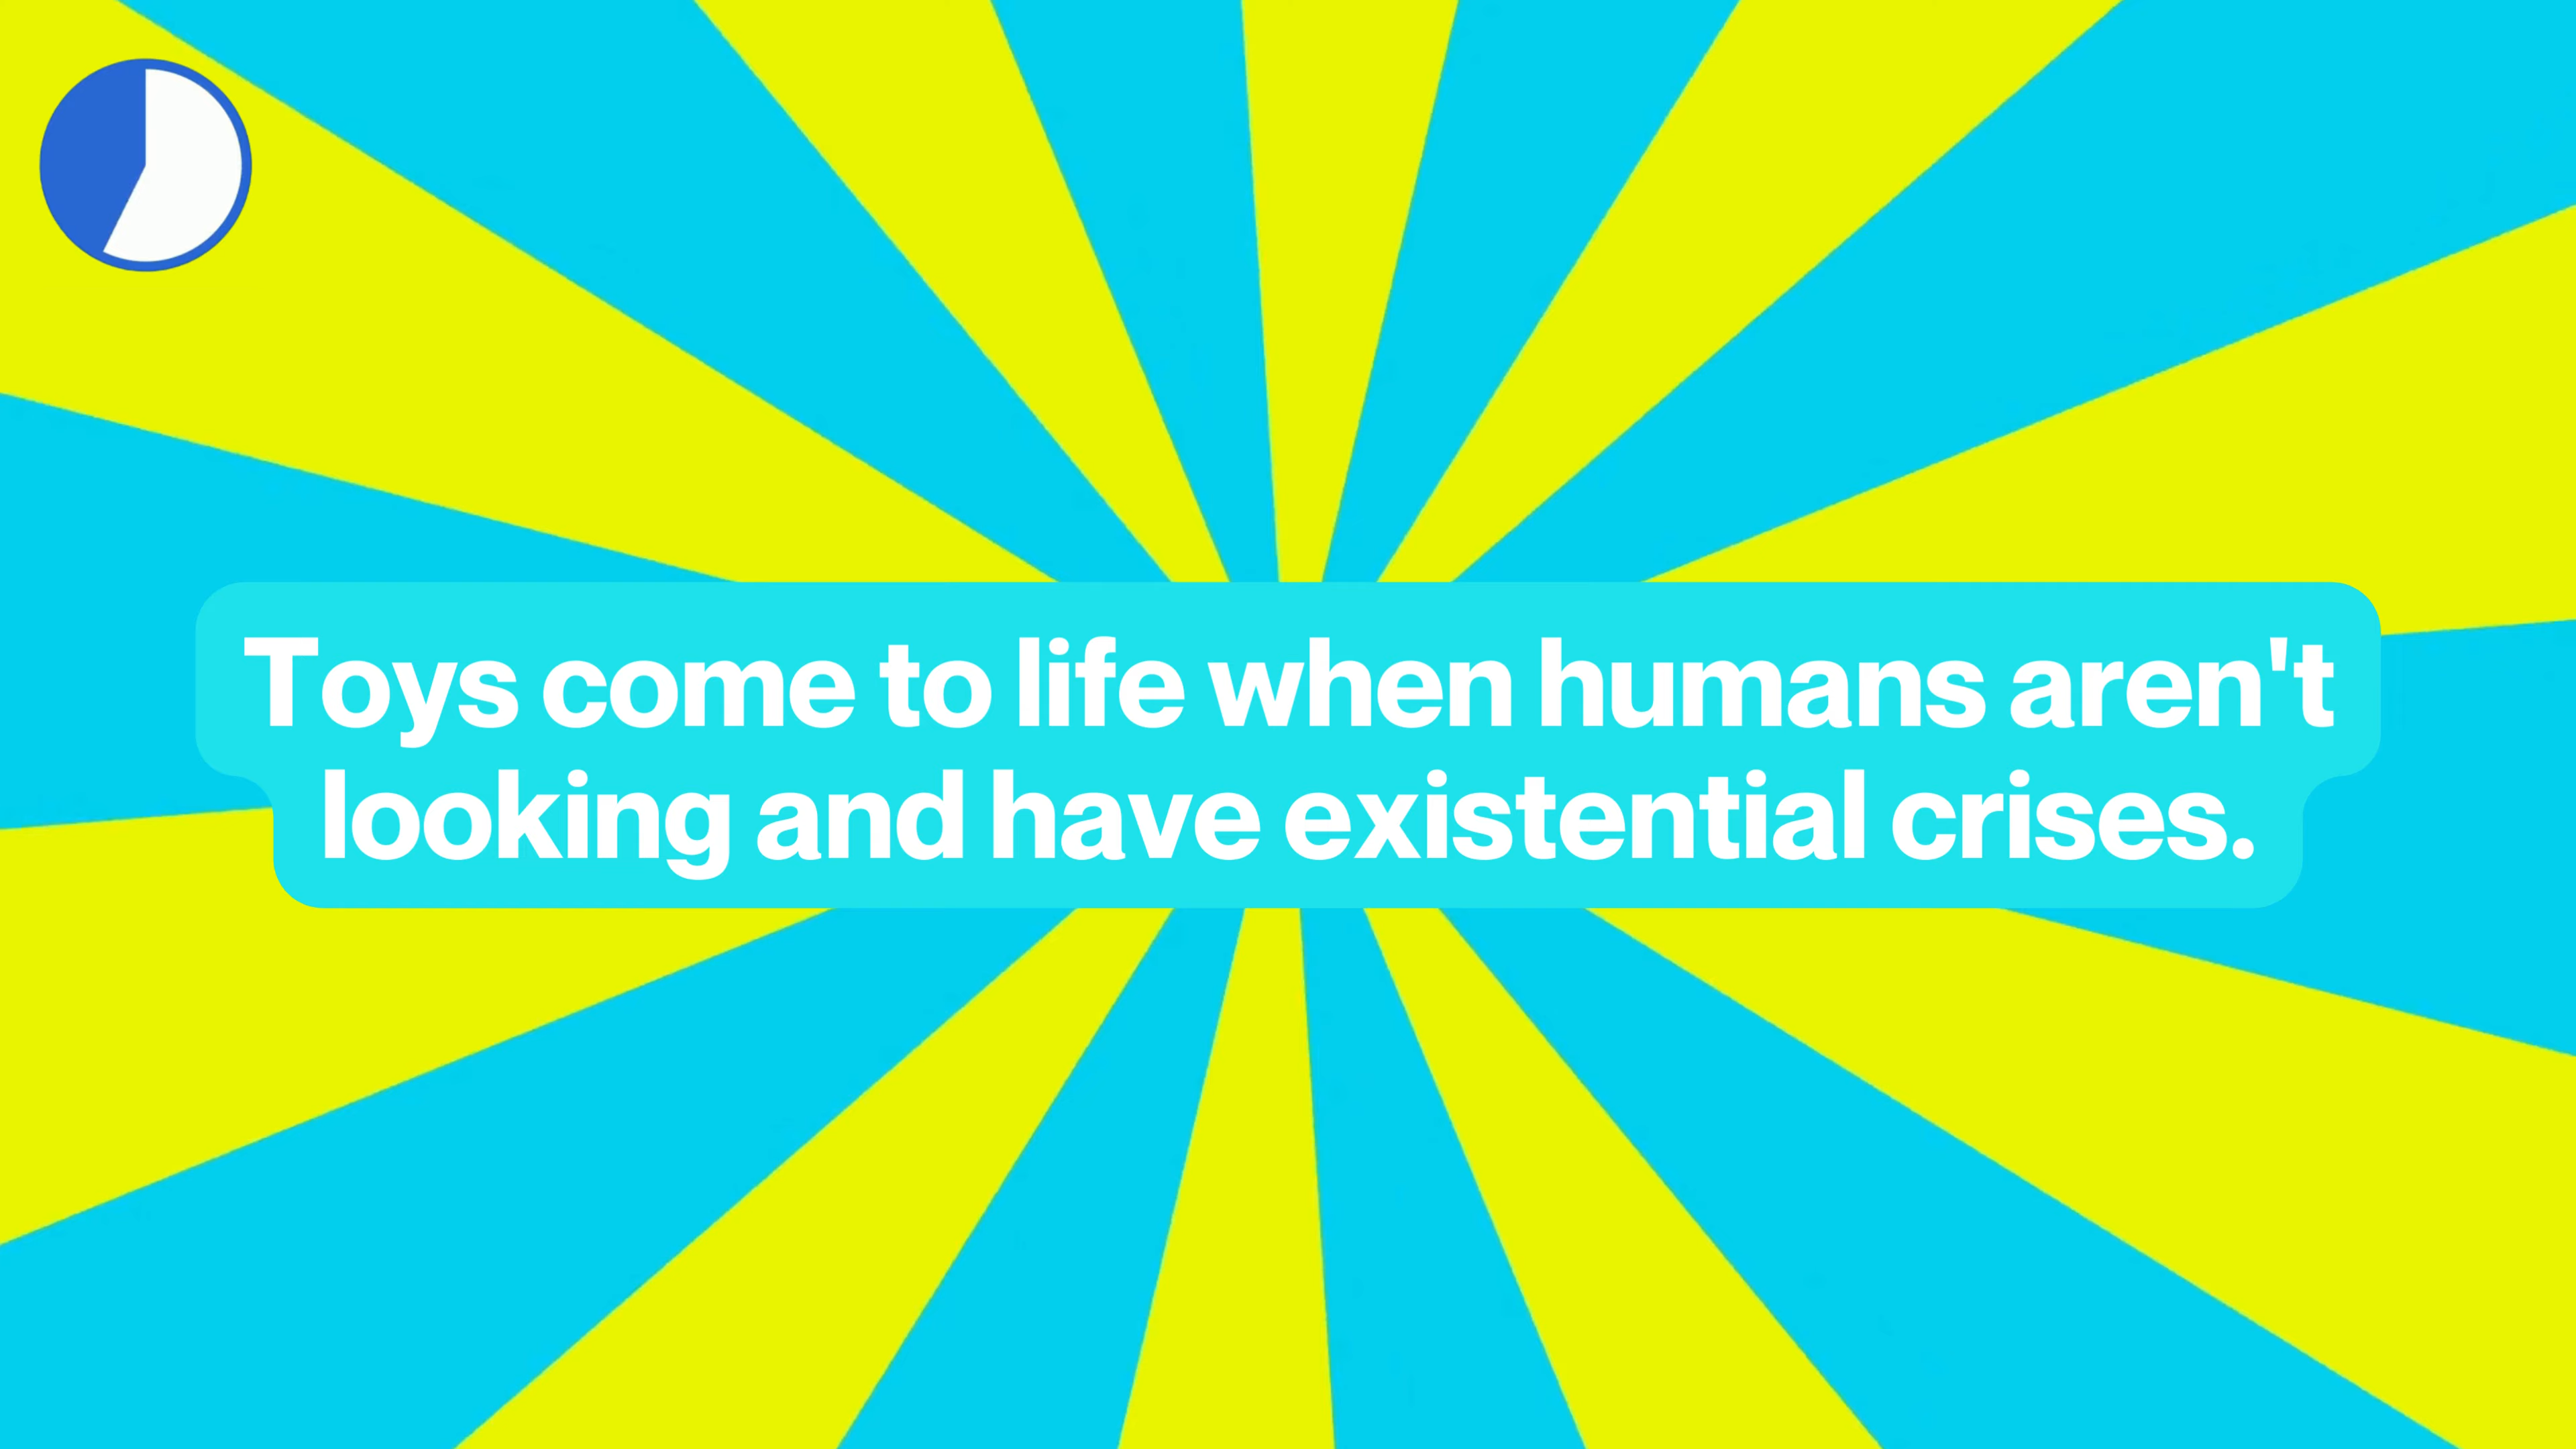 Toys come to life when humans aren't
looking and have existential crises.